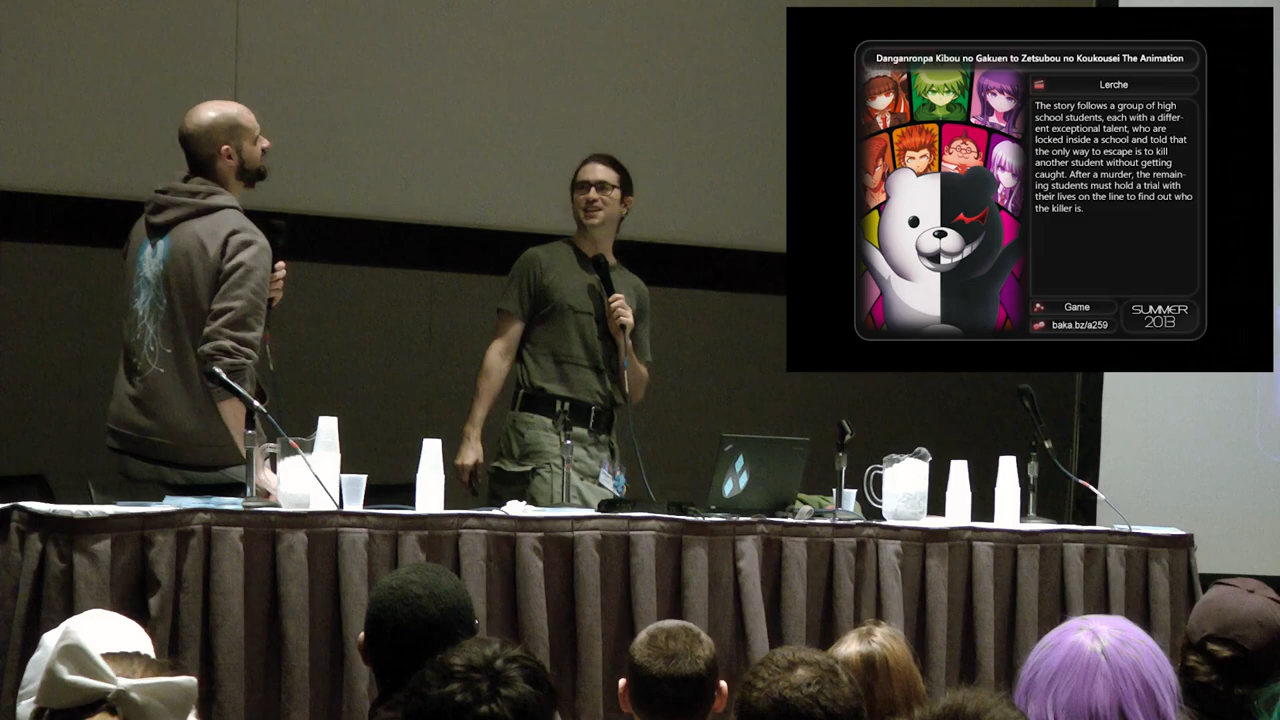 Danganronpa Kibou no Gakuen to Zetsubou no Koukousei The Animation
Lerche
The story follows a group of high
school students, each with a differ-
ent exceptional talent, who are
locked inside a school and told that
the only way to escape is to kill
another student without getting
caught. After a murder, the remain-
ing students must hold a trial with
their lives on the line to find out who
the killer is.
Game
baka.bz/a259
SUMMER
2013